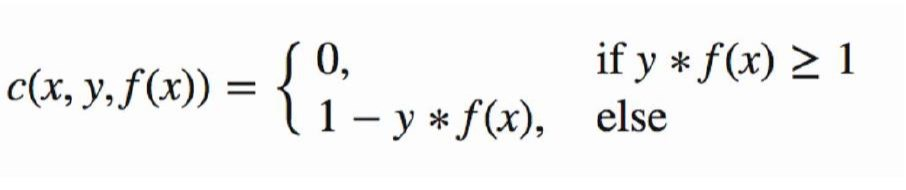 c(x, y, f(x)) = { 0, if y * f(x) ≥ 1
1 − y * f(x), else